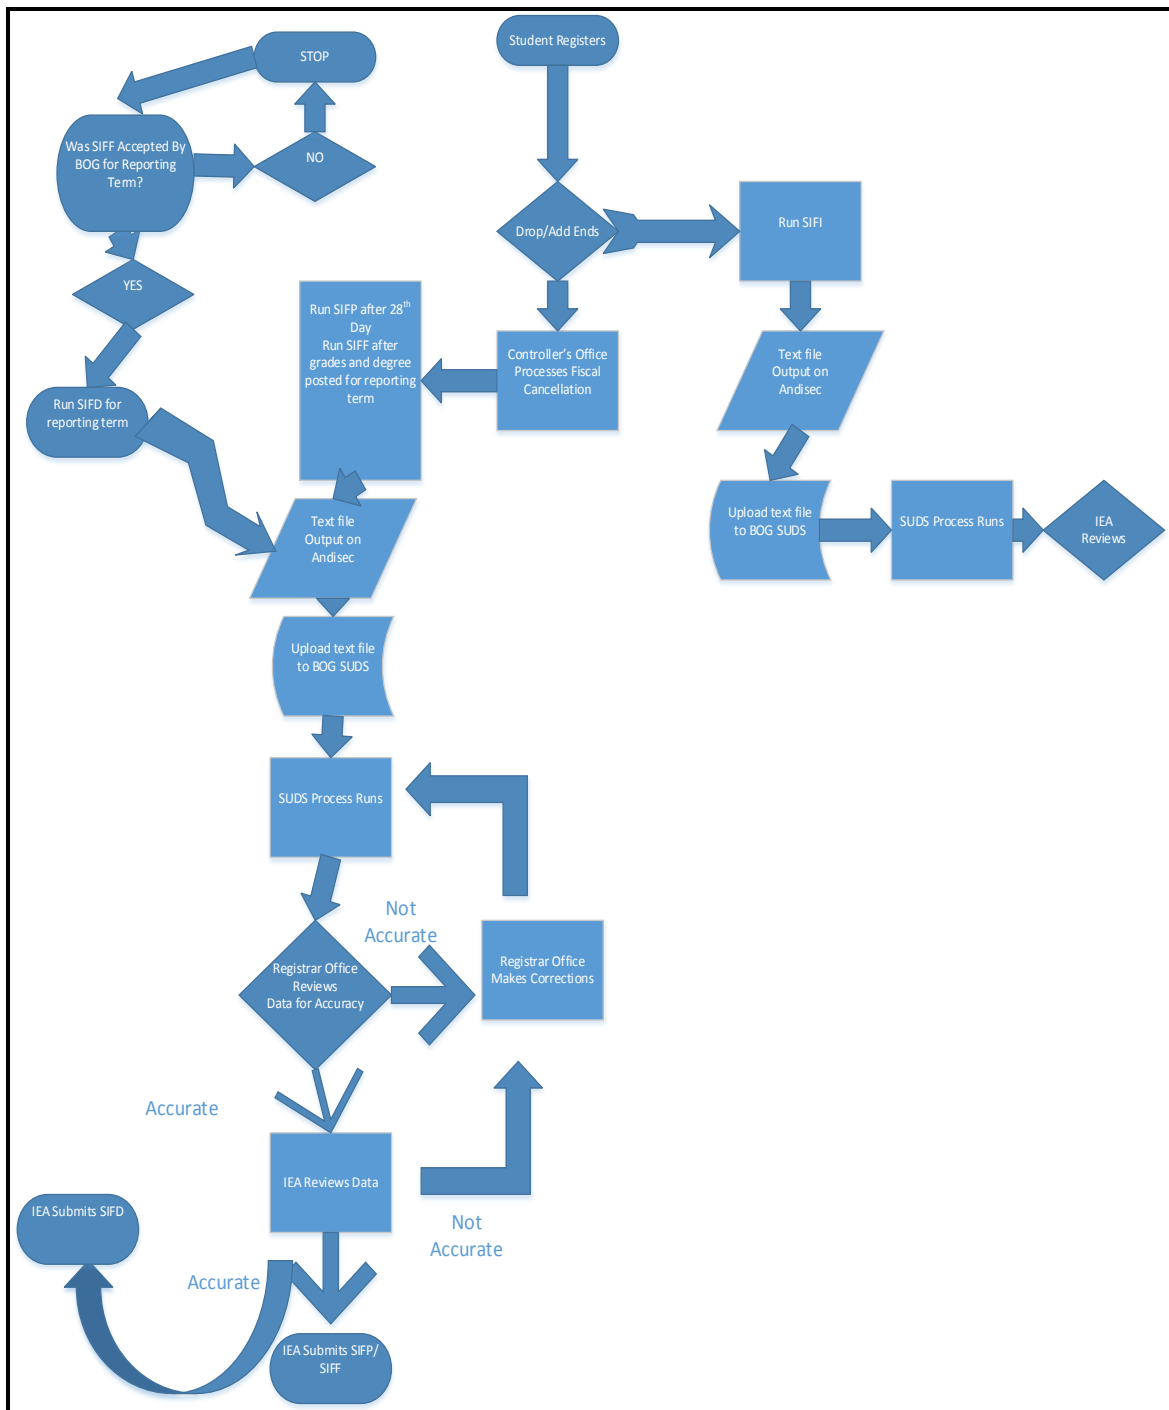 STOP
Student Registers
Was SIFF Accepted By
BOG for Reporting
Term?
NO
Drop/Add Ends
Run SIFI
YES
Run SIFP after 28th
Day
Run SIFF after
grades and degree
posted for reporting
term
Controller's Office
Processes Fiscal
Cancellation
Text file
Output on
Andisec
Run SIFD for
reporting term
Upload text file
to BOG SUDS
SUDS Process Runs
IEA
Reviews
Text file
Output on
Andisec
Upload text file
to BOG SUDS
SUDS Process Runs
Not
Accurate
Registrar Office
Reviews
Data for Accuracy
Registrar Office
Makes Corrections
Accurate
IEA Reviews Data
IEA Submits SIFD
Not
Accurate
Accurate
IEA Submits SIFP/
SIFF